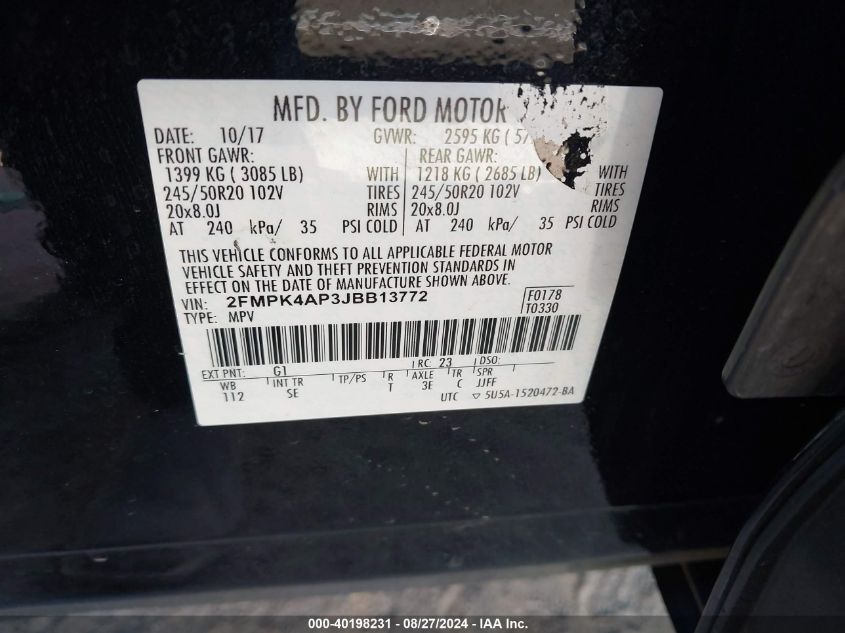 MFD. BY FORD MOTOR
DATE: 10/17 GVWR: 2595 KG ( 57
FRONT GAWR: REAR GAWR:
1399 KG ( 3085 LB) WITH 1218 KG ( 2685 LB) WITH
245/50R20 102V TIRES 245/50R20 102V TIRES
20x8.0J RIMS 20x8.0J RIMS
AT 240 kPa/ 35 PSI COLD AT 240 kPa/ 35 PSI COLD
THIS VEHICLE CONFORMS TO ALL APPLICABLE FEDERAL MOTOR
VEHICLE SAFETY AND THEFT PREVENTION STANDARDS IN
EFFECT ON THE DATE OF MANUFACTURE SHOWN ABOVE.
VIN: 2FMPK4AP3JBB13772 F0178
TYPE: MPV T0330
EXT PNT: G1 RC: 23 DSO:
WB INT TR TP/PS R AXLE TR SPR
112 SE T 3E C JJFF
UTC ▽ 5U5A-1520472-BA
000-40198231 - 08/27/2024 - IAA Inc.